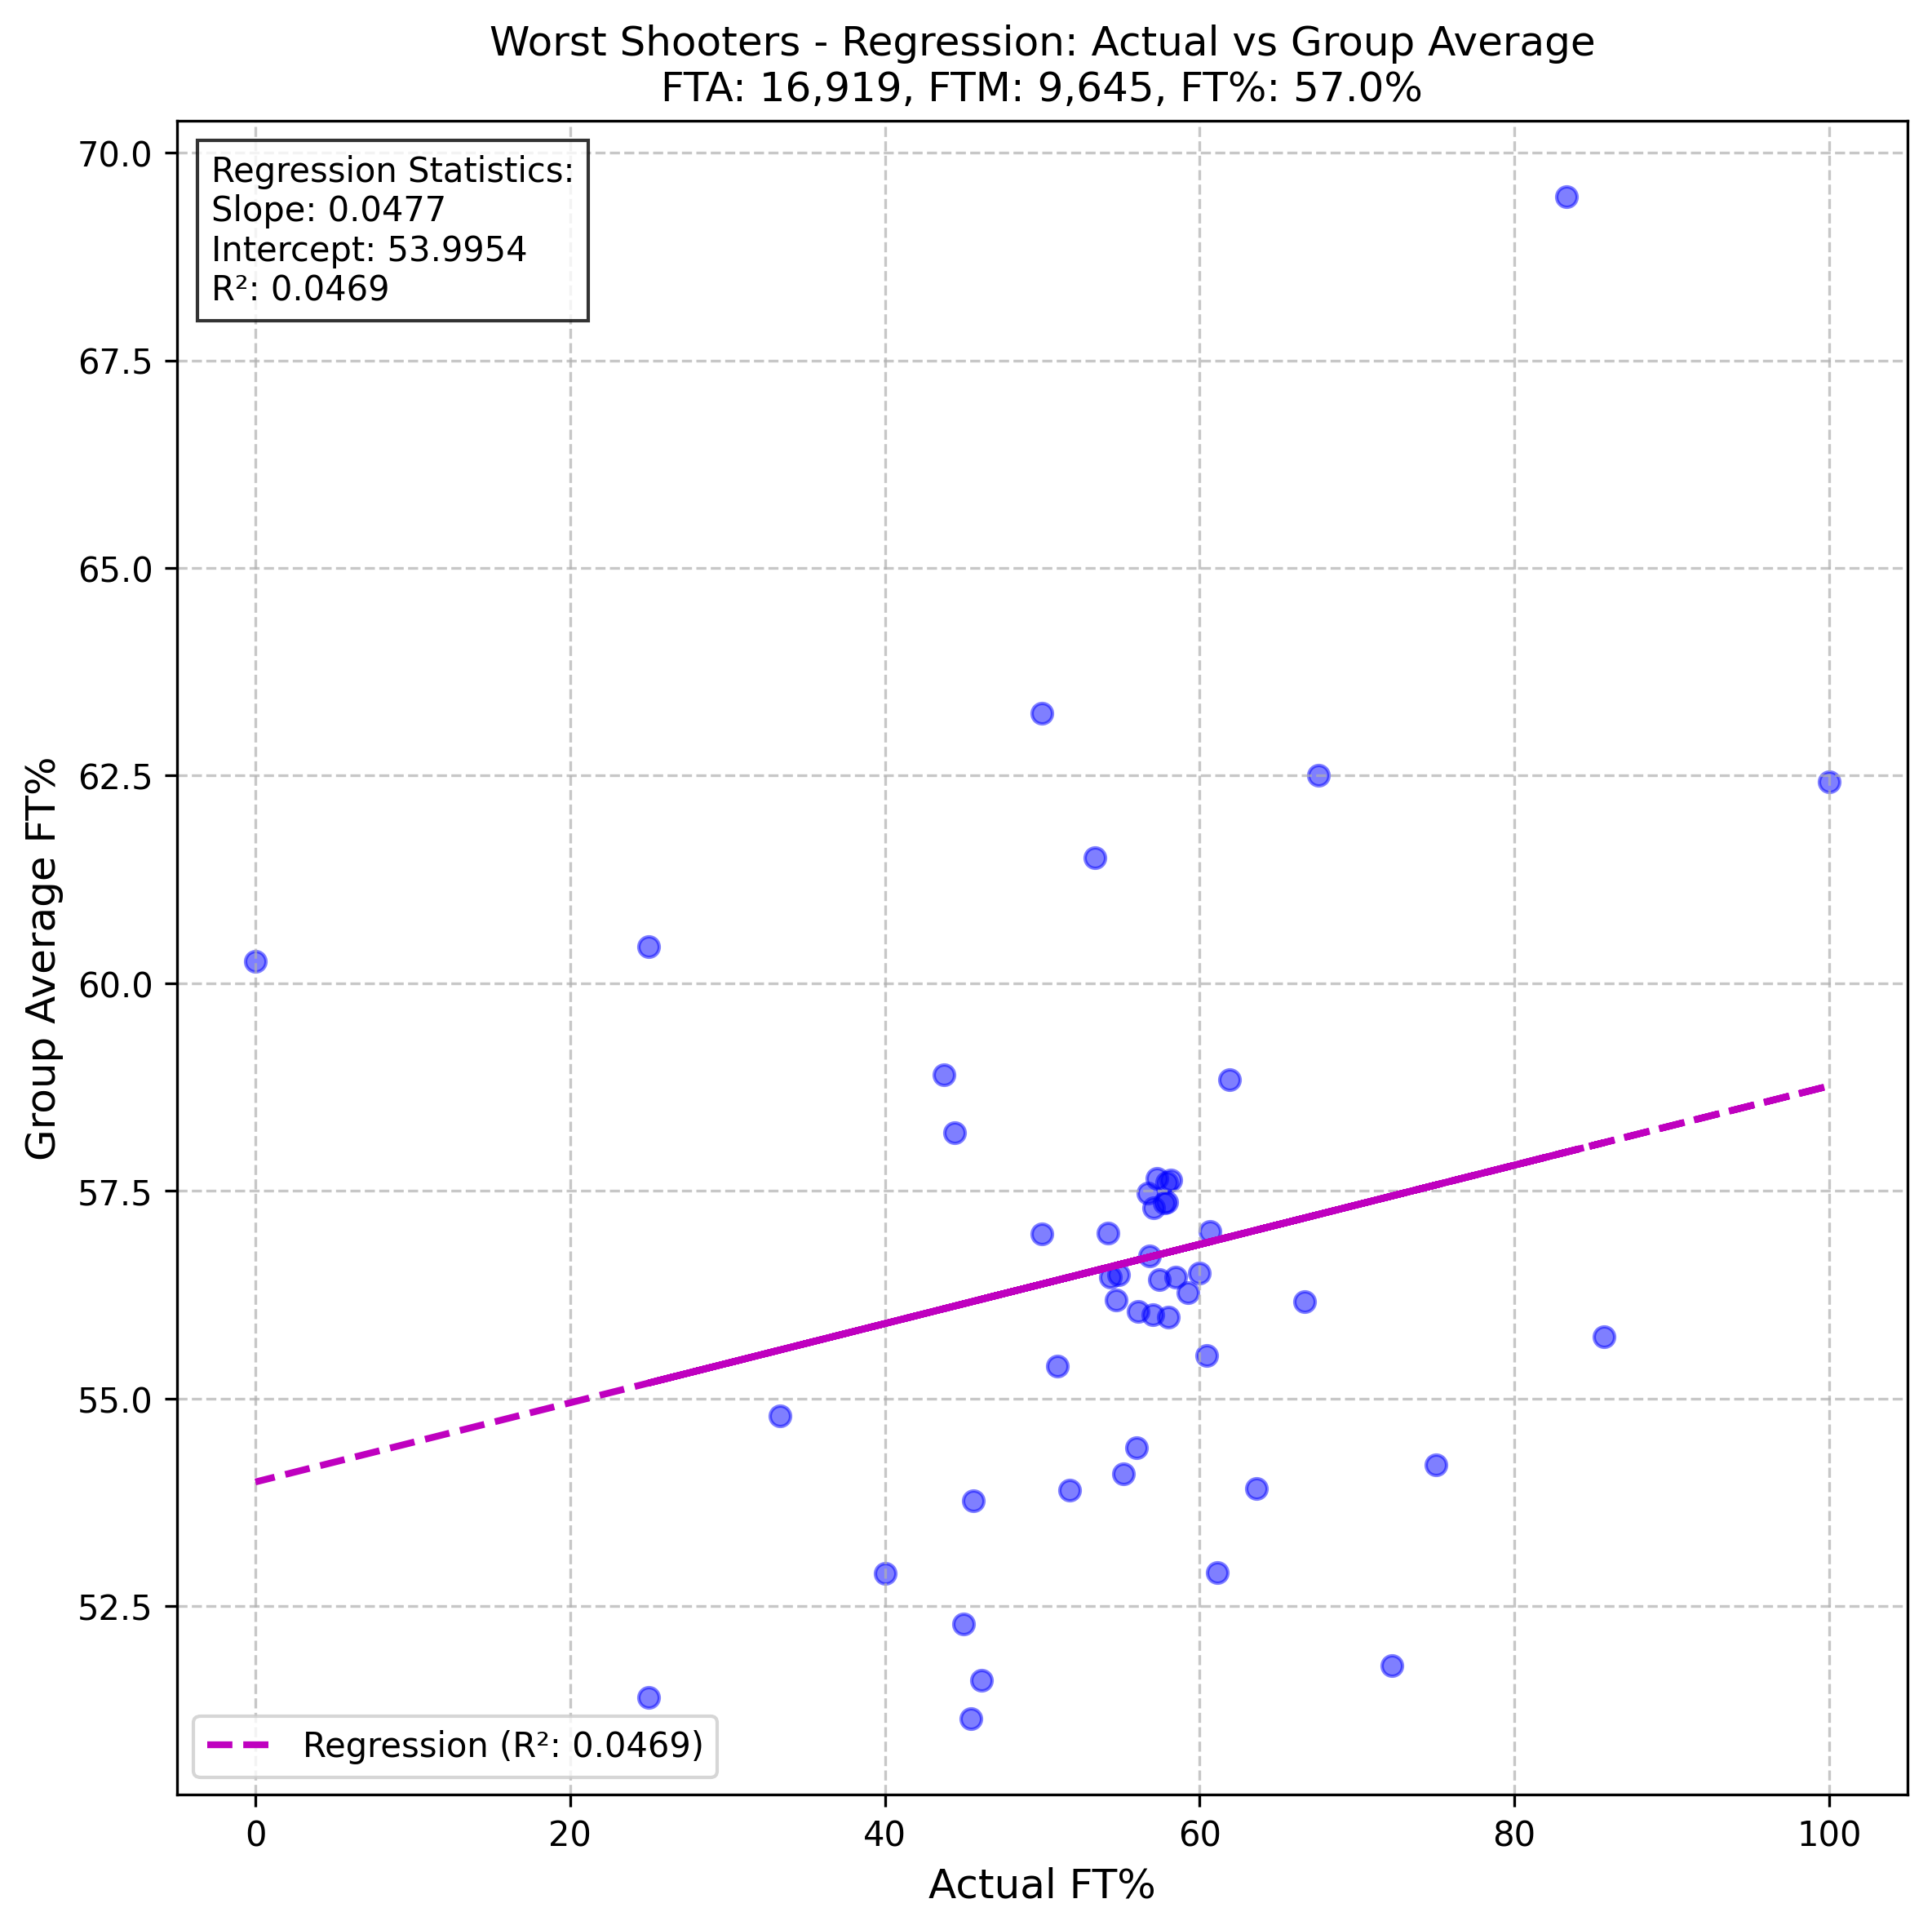 Worst Shooters - Regression: Actual vs Group Average
FTA: 16,919, FTM: 9,645, FT%: 57.0%
Regression Statistics:
Slope: 0.0477
Intercept: 53.9954
R²: 0.0469
Group Average FT%
70.0
67.5
65.0
62.5
60.0
57.5
55.0
52.5
Regression (R²: 0.0469)
0 20 40 60 80 100
Actual FT%